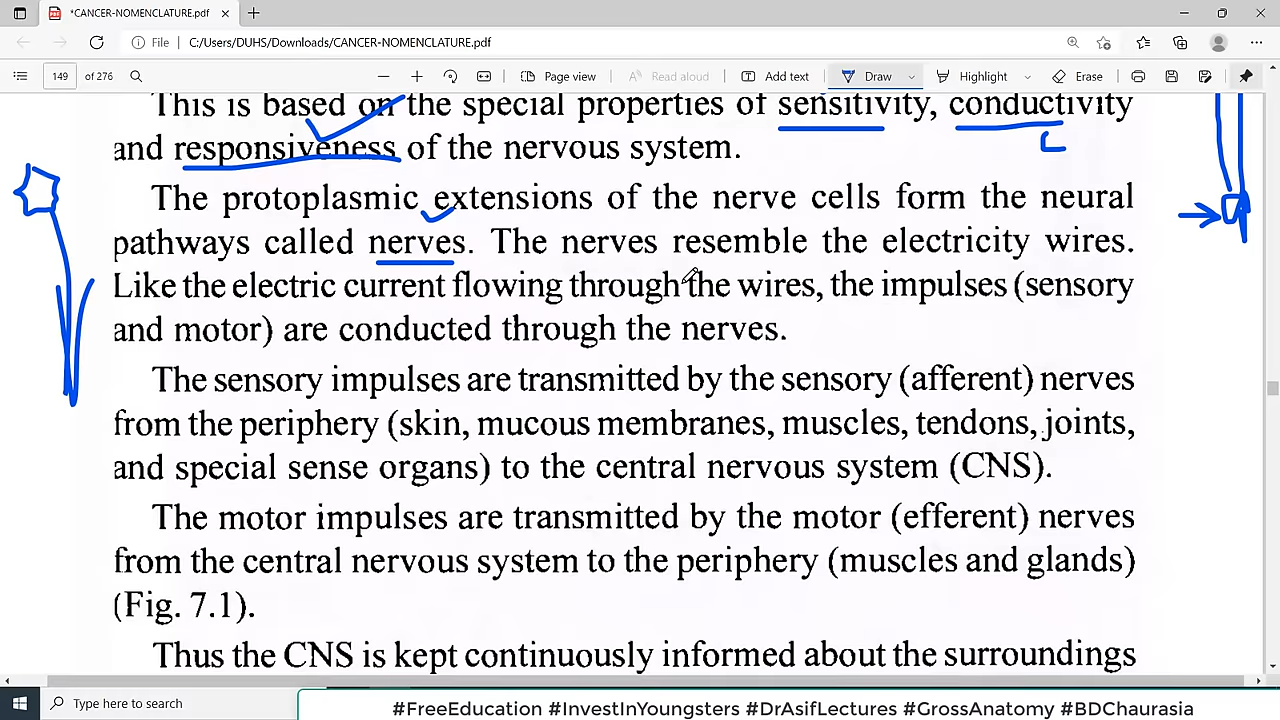 *CANCER-NOMENCLATURE.pdf
File C:/Users/DUHS/Downloads/CANCER-NOMENCLATURE.pdf
149 of 276 Page view Read aloud Add text Draw Highlight Erase
This is based on the special properties of sensitivity, conductivity
and responsiveness of the nervous system.
The protoplasmic extensions of the nerve cells form the neural
pathways called nerves. The nerves resemble the electricity wires.
Like the electric current flowing through the wires, the impulses (sensory
and motor) are conducted through the nerves.
The sensory impulses are transmitted by the sensory (afferent) nerves
from the periphery (skin, mucous membranes, muscles, tendons, joints,
and special sense organs) to the central nervous system (CNS).
The motor impulses are transmitted by the motor (efferent) nerves
from the central nervous system to the periphery (muscles and glands)
(Fig. 7.1).
Thus the CNS is kept continuously informed about the surroundings
Type here to search
#FreeEducation #InvestInYoungsters #DrAsifLectures #GrossAnatomy #BDChaurasia